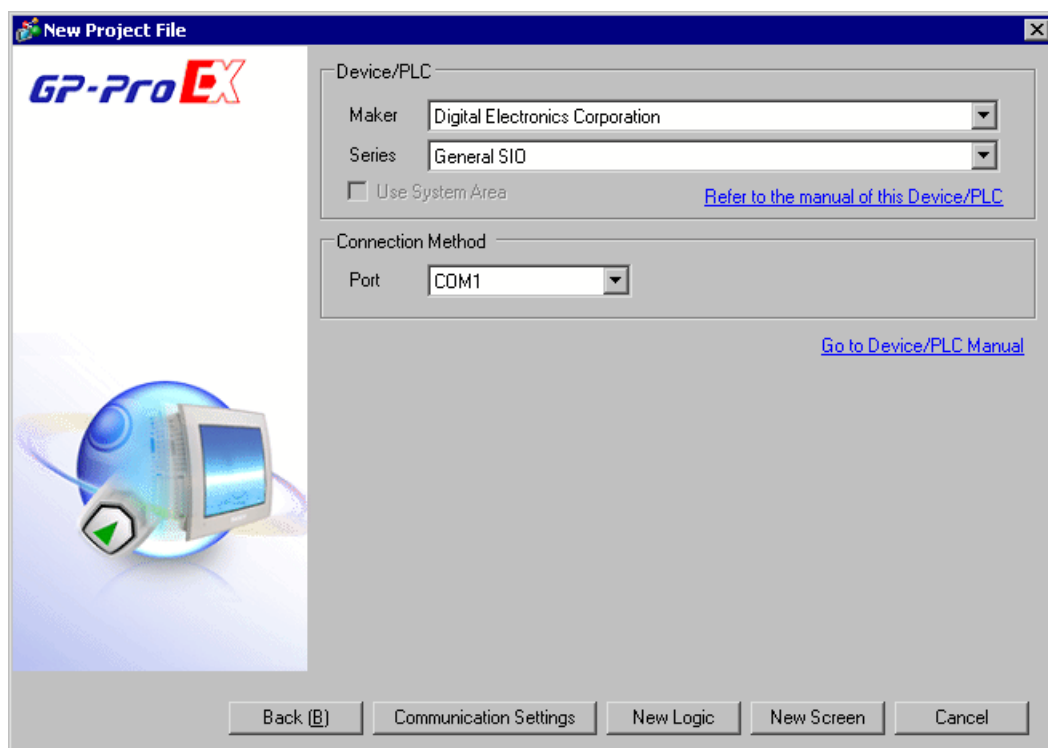 New Project File
GP-Pro EX
Device/PLC
Maker Digital Electronics Corporation
Series General SIO
Use System Area Refer to the manual of this Device/PLC
Connection Method
Port COM1
Go to Device/PLC Manual
Back (B) Communication Settings New Logic New Screen Cancel